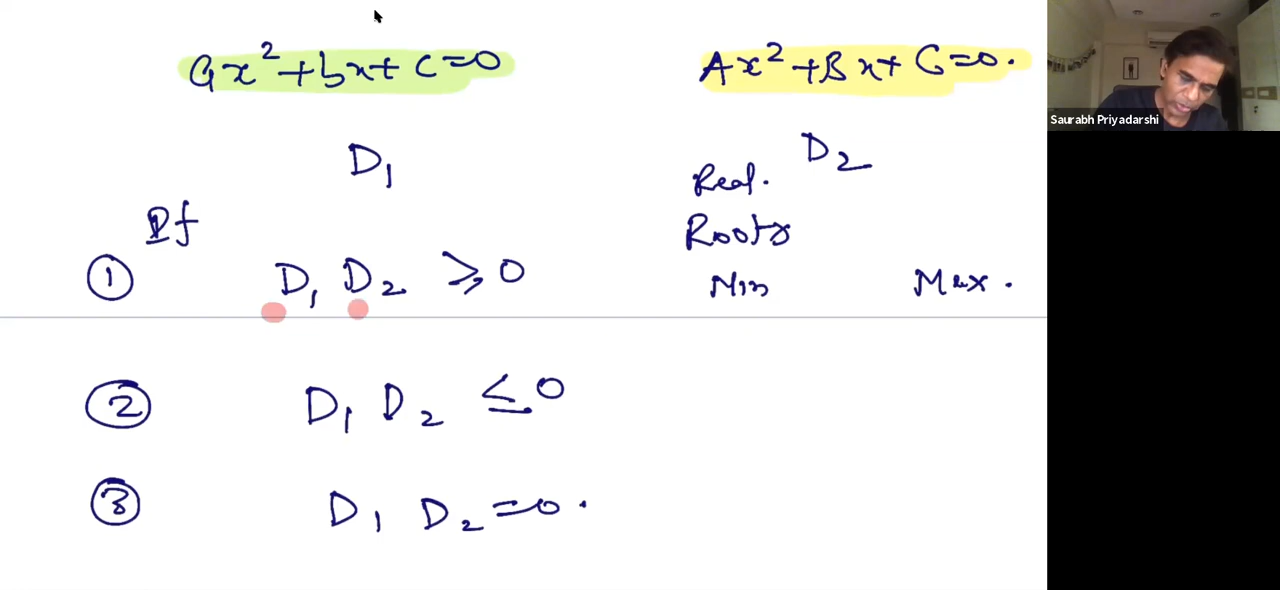 ax²+bx+c=0
Ax²+Bx+C=0.
Saurabh Priyadarshi
D₁
D₂
Real.
Roots
If
① D₁ D₂ ≥ 0
Min Max.
② D₁ D₂ ≤ 0
③ D₁ D₂ =0.